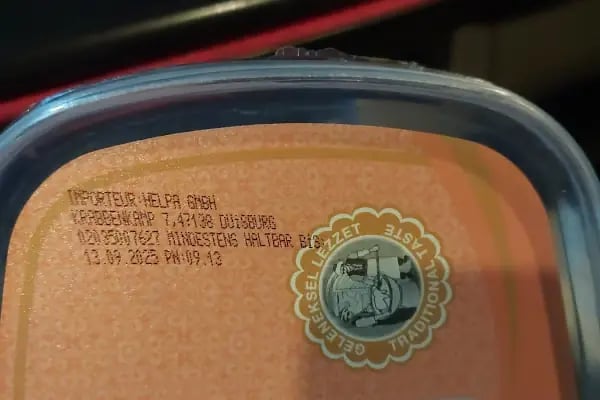 IMPORTEUR:HELPA GMBH
KRABBENKAMP 7,47138 DUISBURG
02035007627 MINDESTENS HALTBAR BIS:
13.09.2025 PN:09.13
GELENEKSEL LEZZET
TRADITIONAL TASTE